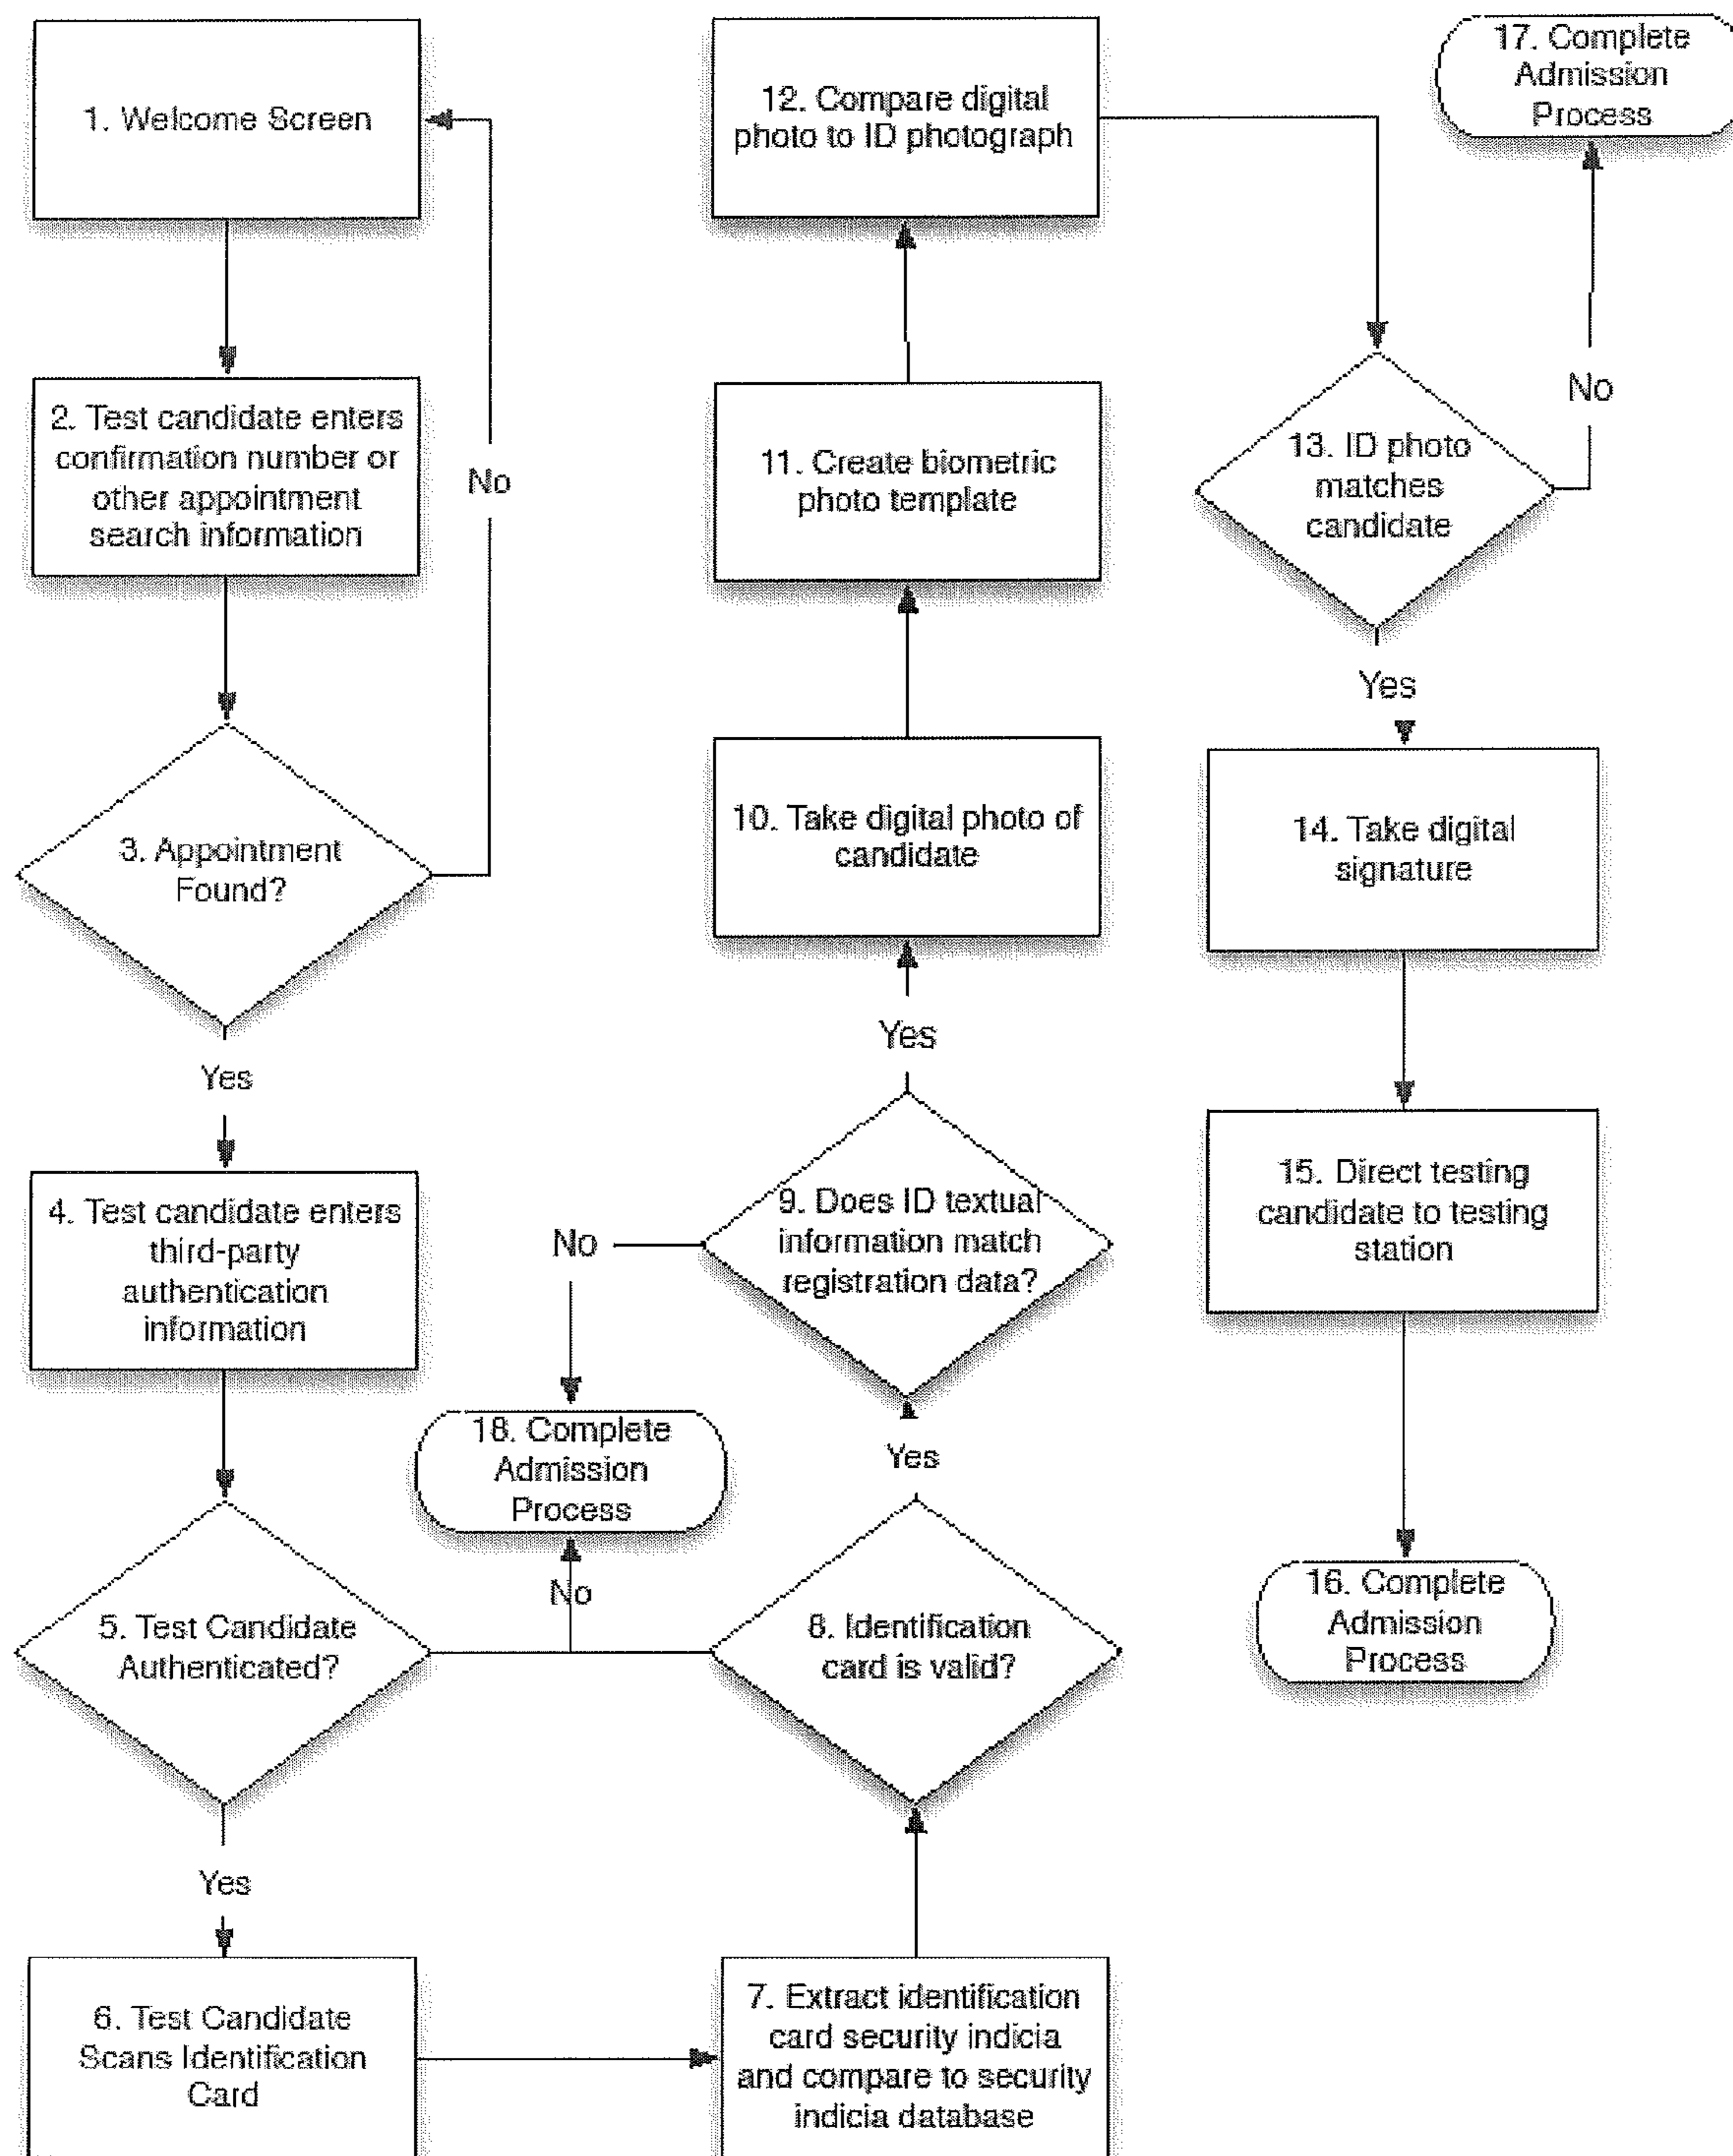 1. Welcome Screen
No
2. Test candidate enters
confirmation number or
other appointment
search information
3. Appointment
Found?
Yes
4. Test candidate enters
third-party
authentication
information
5. Test Candidate
Authenticated?
Yes
6. Test Candidate
Scans Identification
Card
7. Extract identification
card security indicia
and compare to security
indicia database
8. Identification
card is valid?
No
18. Complete
Admission
Process
Yes
9. Does ID textual
information match
registration data?
No
Yes
10. Take digital photo of
candidate
11. Create biometric
photo template
12. Compare digital
photo to ID photograph
13. ID photo
matches
candidate
No
17. Complete
Admission
Process
Yes
14. Take digital
signature
15. Direct testing
candidate to testing
station
16. Complete
Admission
Process